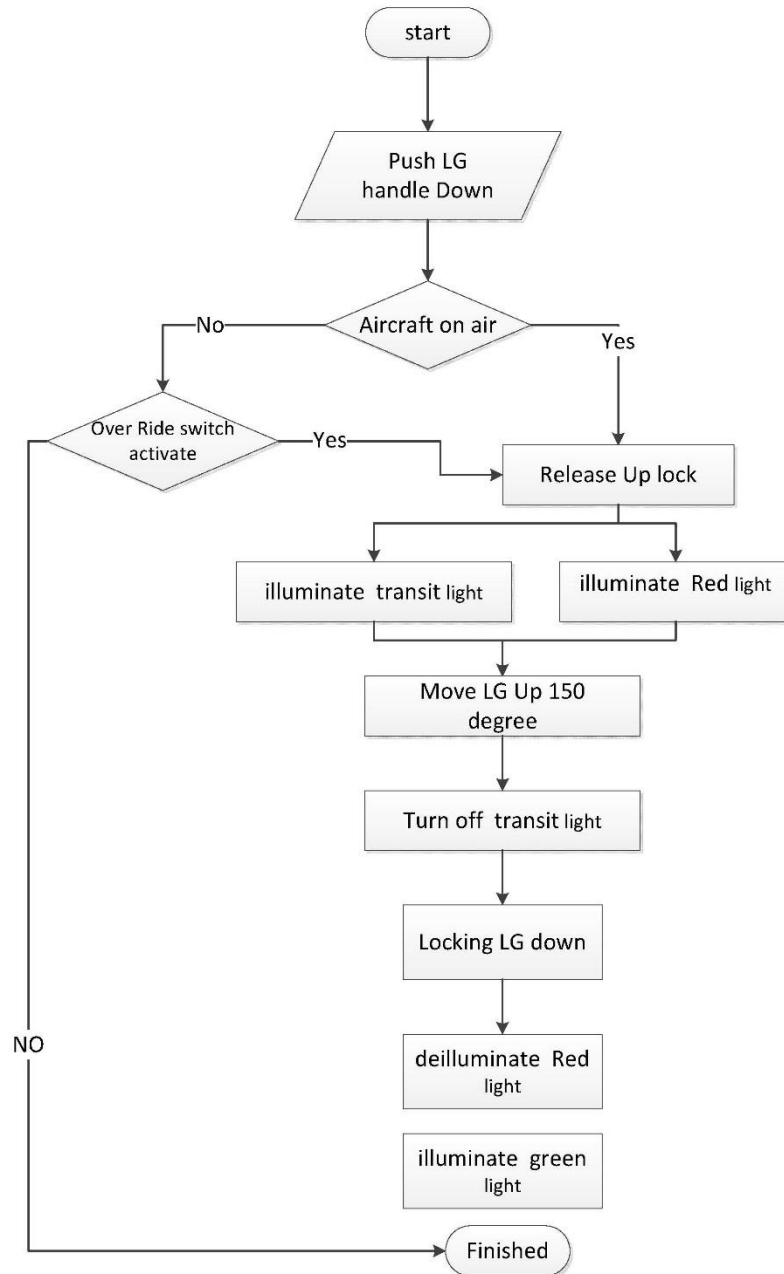 start
Push LG
handle Down
Aircraft on air
No
Yes
Over Ride switch
activate
Yes
Release Up lock
illuminate transit light
illuminate Red light
Move LG Up 150
degree
Turn off transit light
Locking LG down
NO
deilluminate Red
light
illuminate green
light
Finished